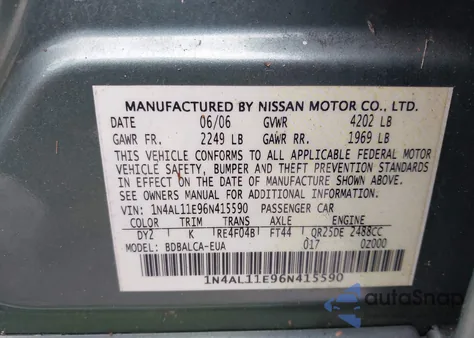 MANUFACTURED BY NISSAN MOTOR CO., LTD.
DATE 06/06 GVWR 4202 LB
GAWR FR. 2249 LB GAWR RR. 1969 LB
THIS VEHICLE CONFORMS TO ALL APPLICABLE FEDERAL MOTOR
VEHICLE SAFETY, BUMPER AND THEFT PREVENTION STANDARDS
IN EFFECT ON THE DATE OF MANUFACTURE SHOWN ABOVE.
SEE OWNERS MANUAL FOR ADDITIONAL INFORMATION.
VIN: 1N4AL11E96N415590 PASSENGER CAR
COLOR TRIM TRANS AXLE ENGINE
DY2 K RE4F04B FT44 QR25DE 2488CC
MODEL: BDBALCA-EUA 017 0Z000
1N4AL11E96N415590
autoSnap